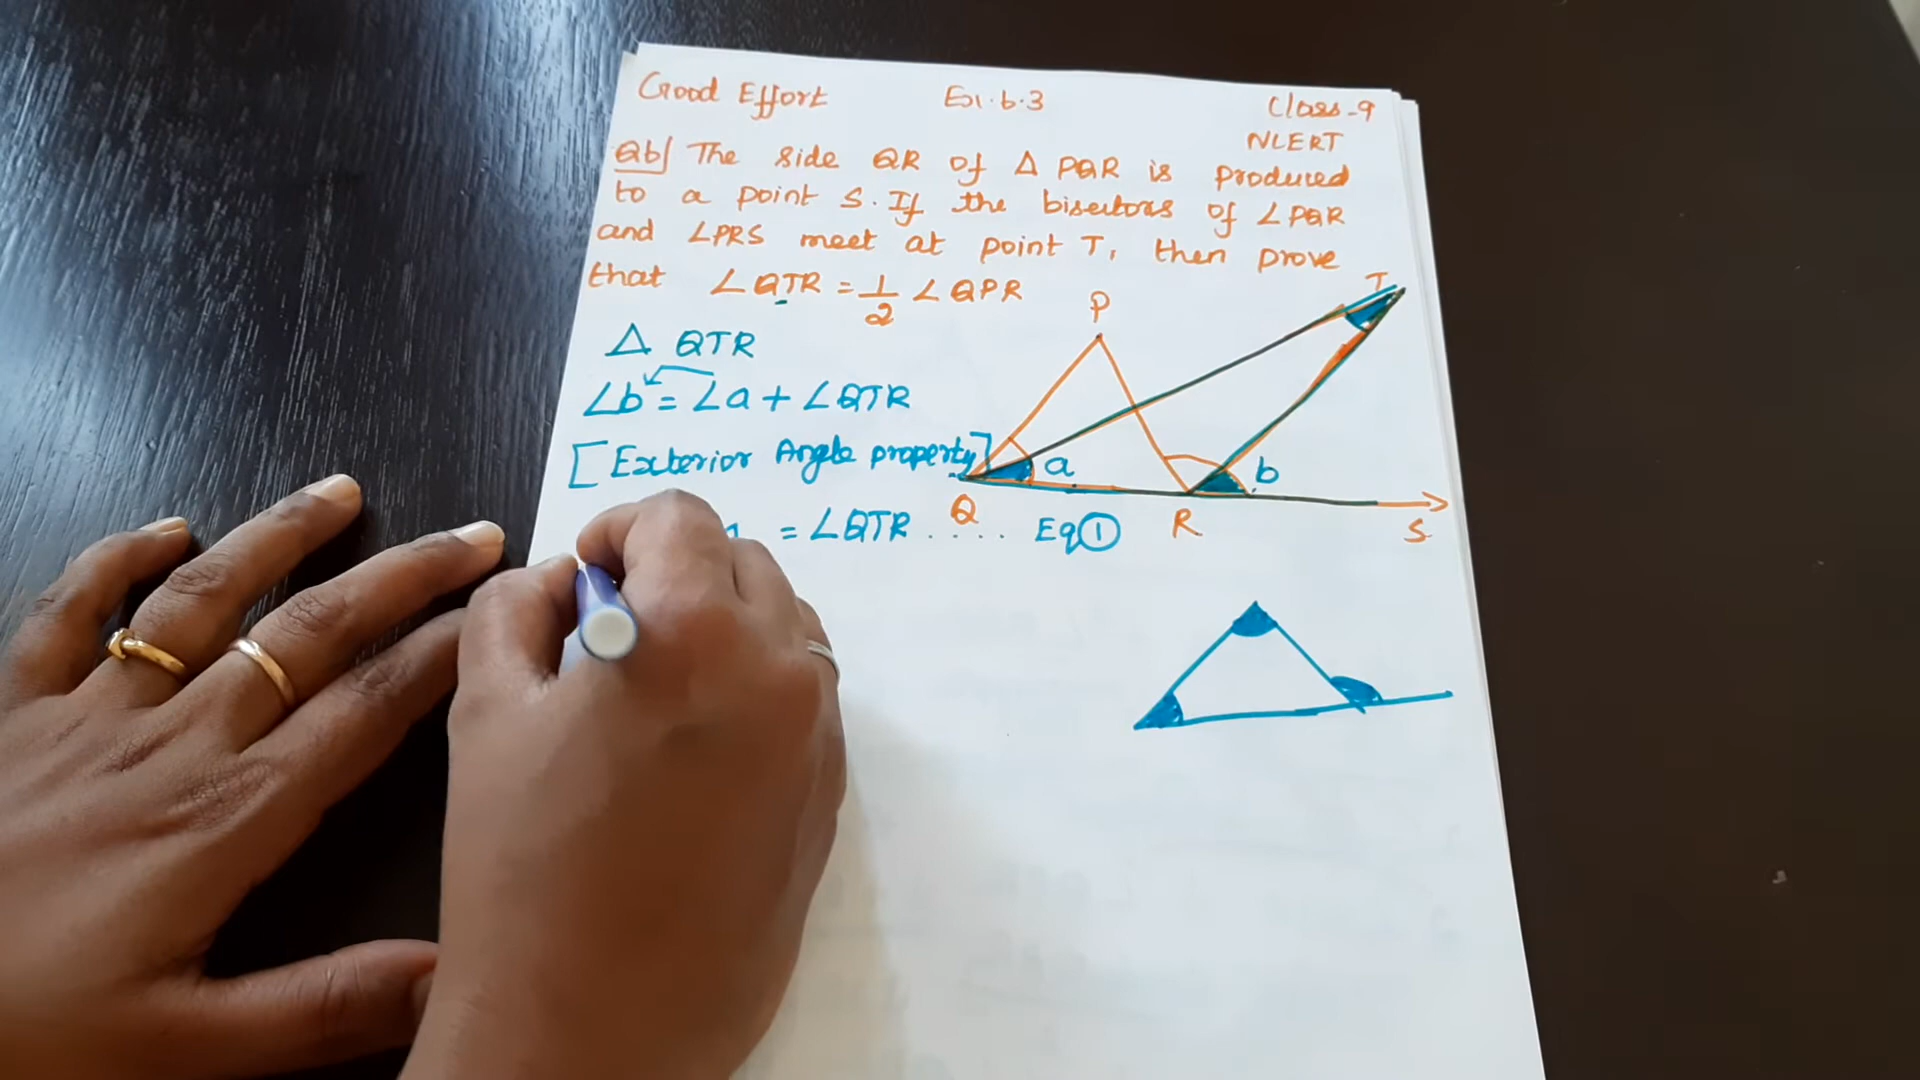 Good Effort Ex.6.3 Class-9
NCERT
Q6) The side QR of Δ PQR is produced
to a point S. If the bisectors of ∠PQR
and ∠PRS meet at point T, then prove
that ∠QTR = 1/2 ∠QPR
T
P
Δ QTR
∠b = ∠a + ∠QTR
[Exterior Angle property]
a
b
Q
R
S
= ∠QTR .... Eq ①